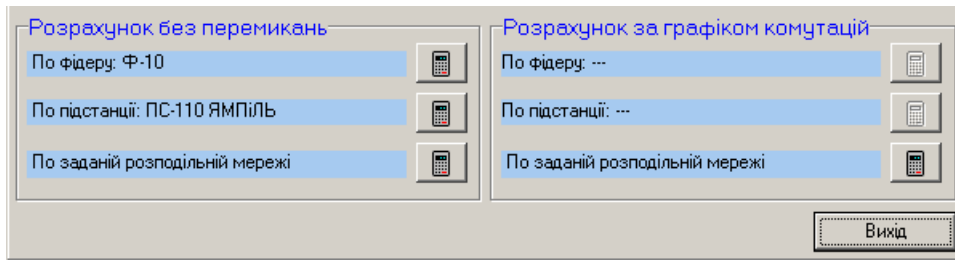 Розрахунок без перемикань
По фідеру: Ф-10
По підстанції: ПС-110 ЯМПіЛЬ
По заданій розподільній мережі
Розрахунок за графіком комутацій
По фідеру: ---
По підстанції: ---
По заданій розподільній мережі
Вихід